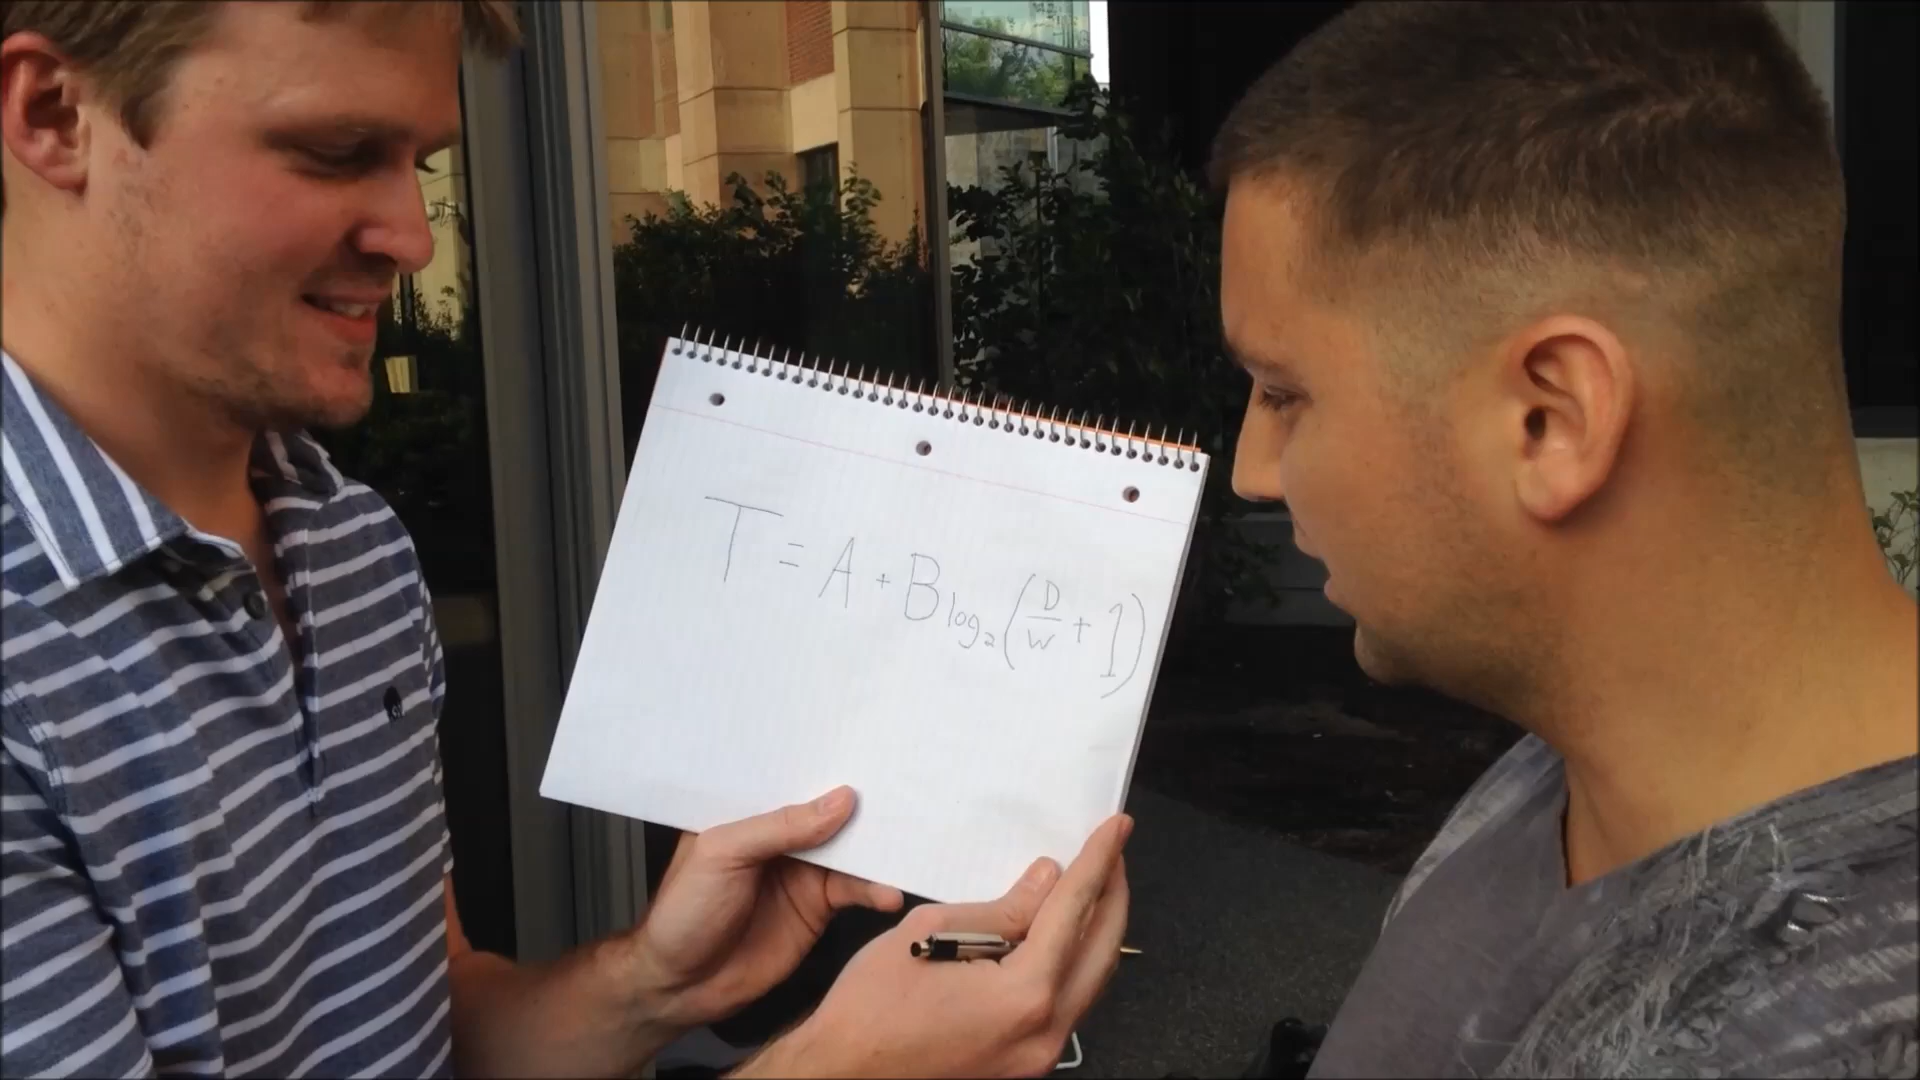 T = A + B log₂(D/W + 1)